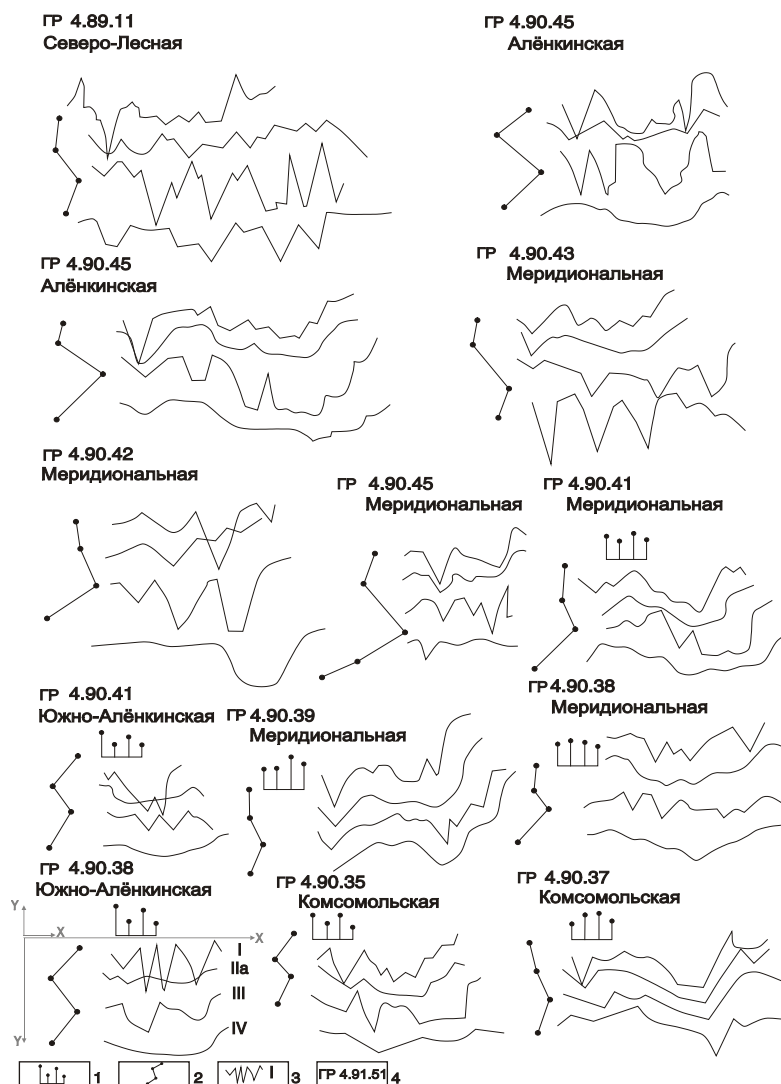 ГР 4.89.11
Северо-Лесная
ГР 4.90.45
Алёнкинская
ГР 4.90.45
Алёнкинская
ГР 4.90.43
Меридиональная
ГР 4.90.42
Меридиональная
ГР 4.90.45
Меридиональная
ГР 4.90.41
Меридиональная
ГР 4.90.41
Южно-Алёнкинская
ГР 4.90.39
Меридиональная
ГР 4.90.38
Меридиональная
ГР 4.90.38
Южно-Алёнкинская
ГР 4.90.35
Комсомольская
ГР 4.90.37
Комсомольская
Y
X
X
I
IIa
III
IV
Y
1
2
I 3
ГР 4.91.51 4